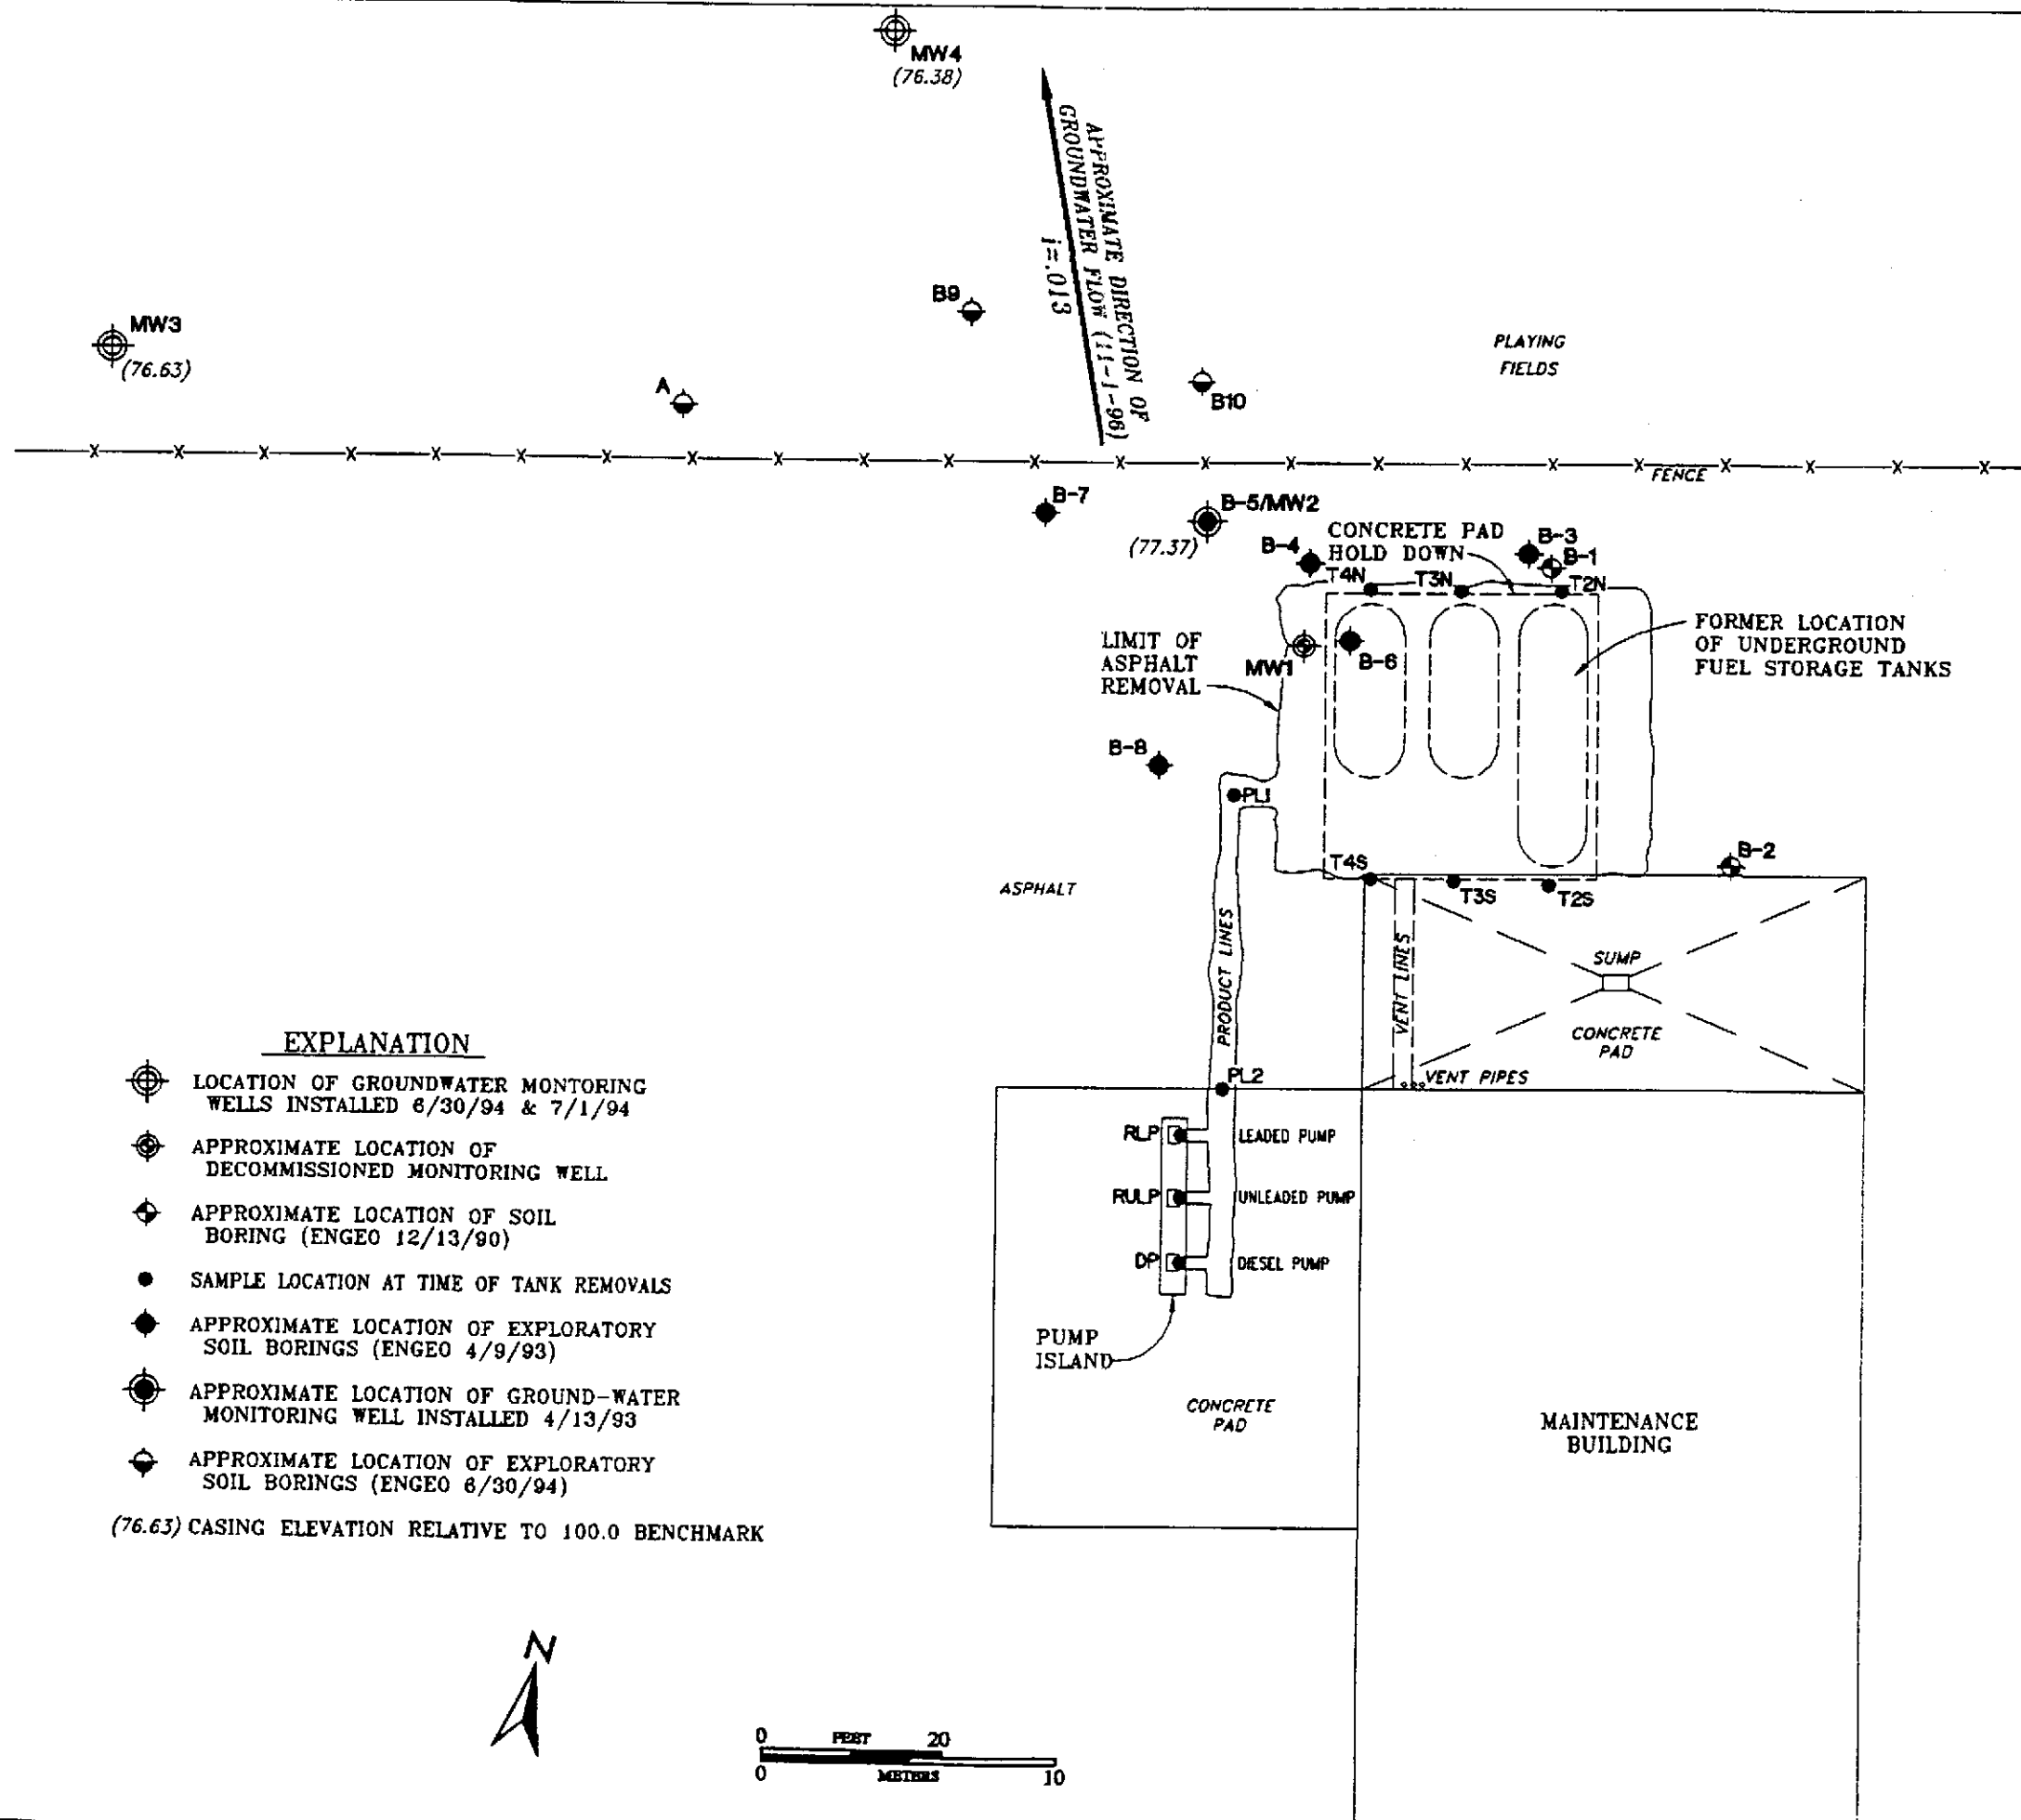 MW4
(76.38)
APPROXIMATE DIRECTION OF
GROUNDWATER FLOW (11-1-96)
i=.013
B9
MW3
(76.63)
A
B10
PLAYING
FIELDS
FENCE
B-7
B-5/MW2
(77.37)
B-4
CONCRETE PAD
HOLD DOWN
B-3
B-1
T4N
T3N
T2N
LIMIT OF
ASPHALT
REMOVAL
MW1
B-6
FORMER LOCATION
OF UNDERGROUND
FUEL STORAGE TANKS
B-8
PL1
B-2
T4S
T3S
T2S
ASPHALT
PRODUCT LINES
VENT LINES
SUMP
CONCRETE
PAD
VENT PIPES
PL2
RLP
LEADED PUMP
RULP
UNLEADED PUMP
DP
DIESEL PUMP
PUMP
ISLAND
CONCRETE
PAD
MAINTENANCE
BUILDING
EXPLANATION
LOCATION OF GROUNDWATER MONTORING
WELLS INSTALLED 6/30/94 & 7/1/94
APPROXIMATE LOCATION OF
DECOMMISSIONED MONITORING WELL
APPROXIMATE LOCATION OF SOIL
BORING (ENGEO 12/13/90)
SAMPLE LOCATION AT TIME OF TANK REMOVALS
APPROXIMATE LOCATION OF EXPLORATORY
SOIL BORINGS (ENGEO 4/9/93)
APPROXIMATE LOCATION OF GROUND-WATER
MONITORING WELL INSTALLED 4/13/93
APPROXIMATE LOCATION OF EXPLORATORY
SOIL BORINGS (ENGEO 6/30/94)
(76.63) CASING ELEVATION RELATIVE TO 100.0 BENCHMARK
N
0 FEET 20
0 METERS 10